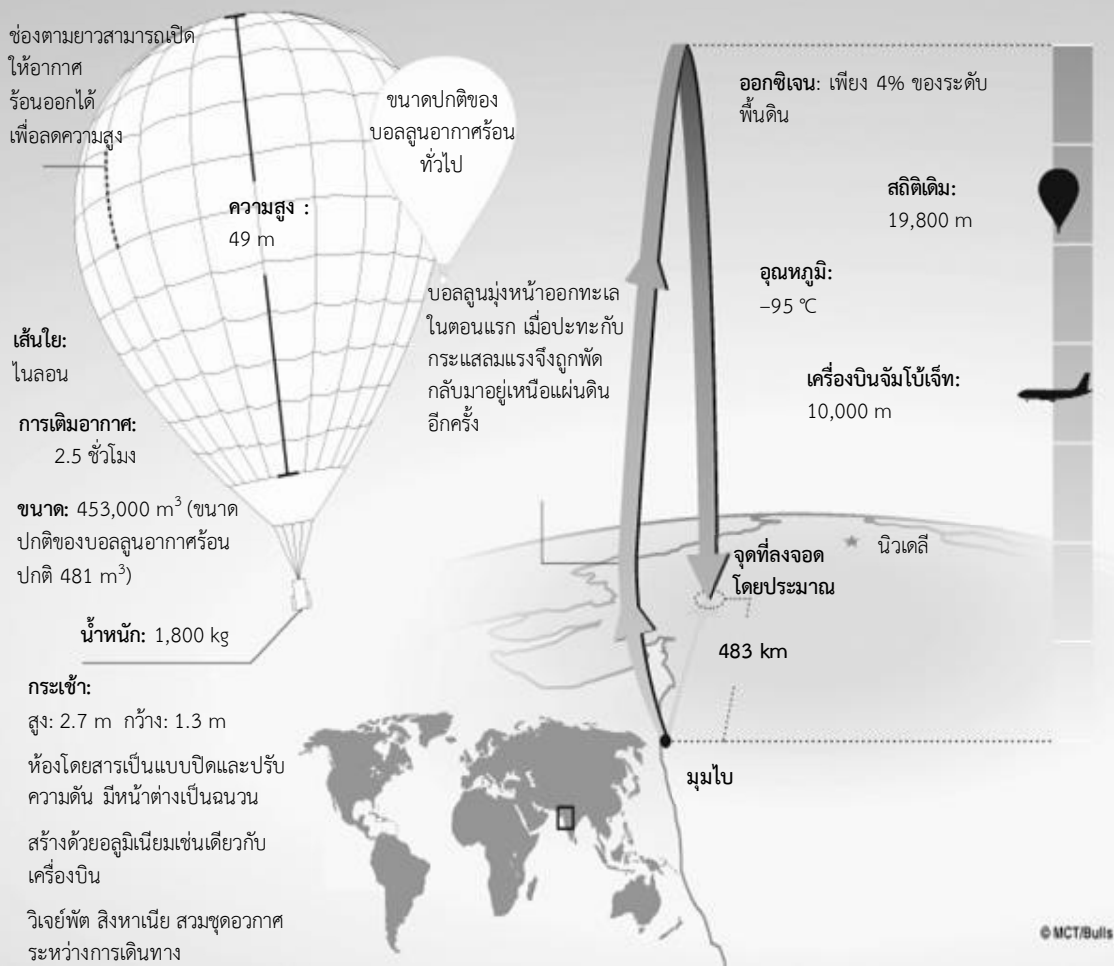 ช่องตามยาวสามารถเปิด
ให้อากาศ
ร้อนออกได้
เพื่อลดความสูง
ขนาดปกติของ
บอลลูนอากาศร้อน
ทั่วไป
ความสูง :
49 m
เส้นใย:
ไนลอน
การเติมอากาศ:
2.5 ชั่วโมง
ขนาด: 453,000 m³ (ขนาด
ปกติของบอลลูนอากาศร้อน
ปกติ 481 m³)
น้ำหนัก: 1,800 kg
กระเช้า:
สูง: 2.7 m กว้าง: 1.3 m
ห้องโดยสารเป็นแบบปิดและปรับ
ความดัน มีหน้าต่างเป็นฉนวน
สร้างด้วยอลูมิเนียมเช่นเดียวกับ
เครื่องบิน
วิเจย์พัต สิงหาเนีย สวมชุดอวกาศ
ระหว่างการเดินทาง
บอลลูนมุ่งหน้าออกทะเล
ในตอนแรก เมื่อปะทะกับ
กระแสลมแรงจึงถูกพัด
กลับมาอยู่เหนือแผ่นดิน
อีกครั้ง
ออกซิเจน: เพียง 4% ของระดับ
พื้นดิน
สถิติเดิม:
19,800 m
อุณหภูมิ:
–95 ℃
เครื่องบินจัมโบ้เจ็ท:
10,000 m
นิวเดลี
จุดที่ลงจอด
โดยประมาณ
483 km
มุมไบ
© MCT/Bulls